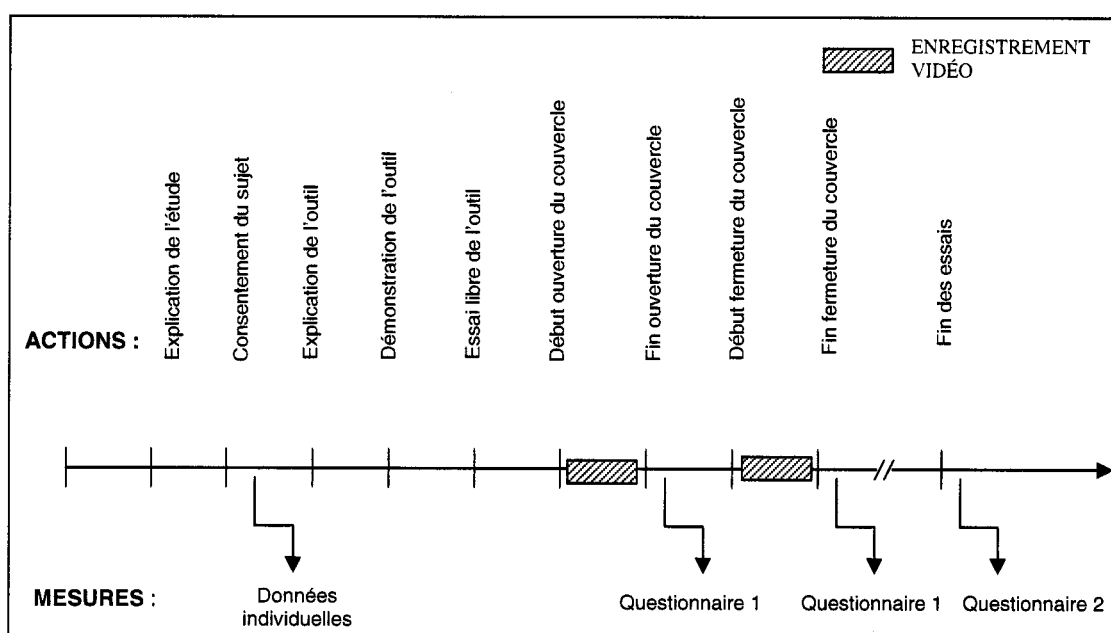 ENREGISTREMENT
VIDÉO
ACTIONS :
Explication de l'étude
Consentement du sujet
Explication de l'outil
Démonstration de l'outil
Essai libre de l'outil
Début ouverture du couvercle
Fin ouverture du couvercle
Début fermeture du couvercle
Fin fermeture du couvercle
Fin des essais
MESURES :
Données
individuelles
Questionnaire 1
Questionnaire 1
Questionnaire 2